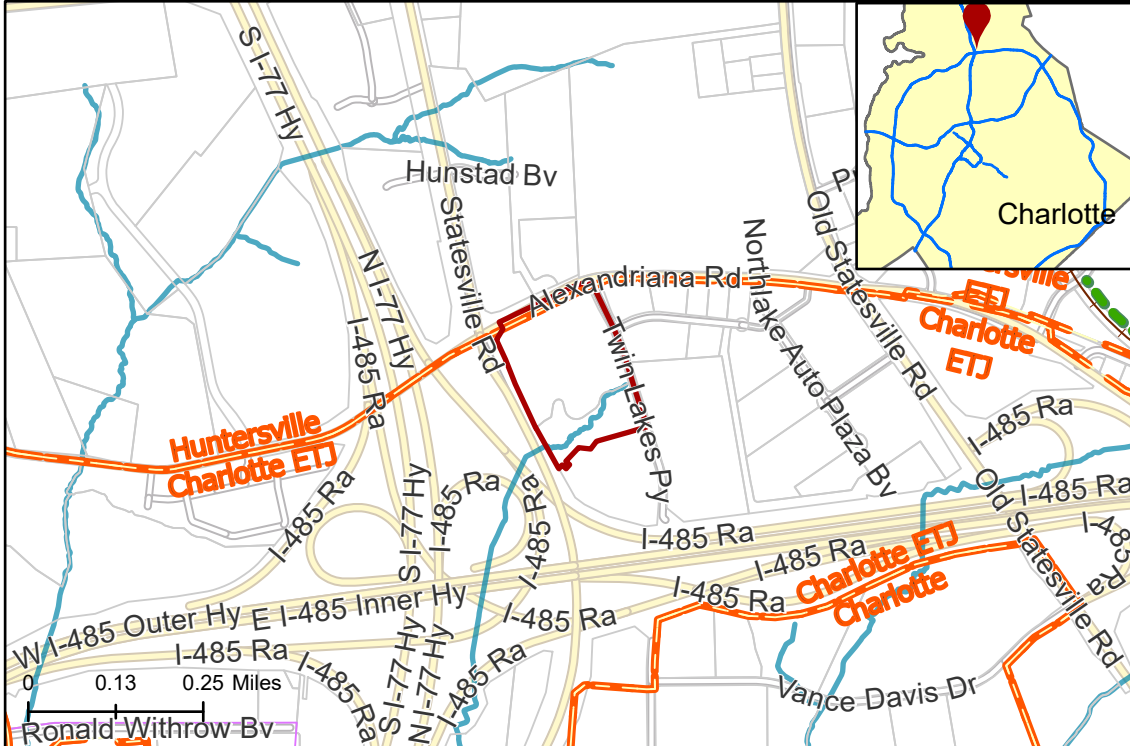 S I-77 Hy
Hunstad Bv
Statesville Rd
N I-77 Hy
I-485 Ra
Alexandriana Rd
Twin Lakes Py
Northlake Auto Plaza Bv
Old Statesville Rd
Charlotte
ETJ
Charlotte
ETJ
Huntersville
Charlotte ETJ
I-485 Ra
I-485 Ra
S I-77 Hy
I-485 Ra
I-485 Ra
I-485 Ra
I-485 Ra
I-485 Ra
Old Statesville Rd
I-485 Ra
Charlotte ETJ
Charlotte
I-485 Ra
I-485 Ra
W I-485 Outer Hy
E I-485 Inner Hy
I-485 Ra
I-485 Ra
S I-77 Hy
N I-77 Hy
I-485 Ra
Vance Davis Dr
0 0.13 0.25 Miles
Ronald Withrow Bv